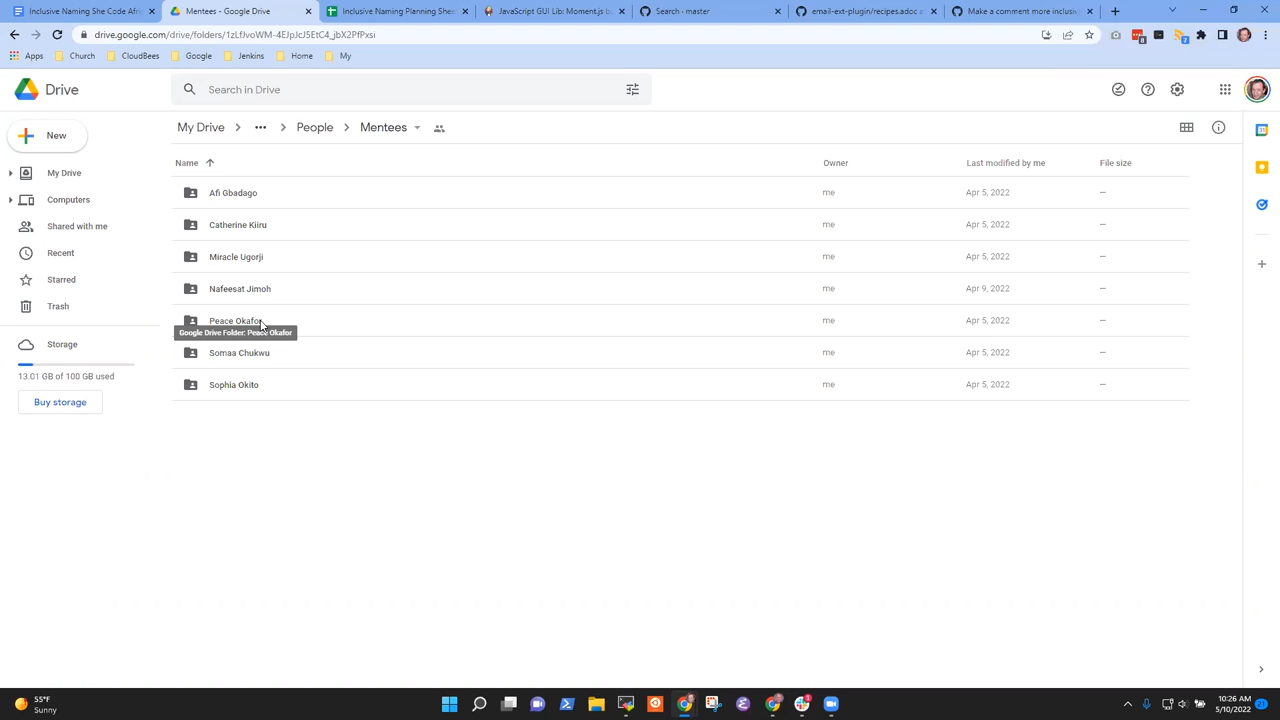 Inclusive Naming She Code Afric
Mentees - Google Drive
Inclusive Naming Planning Shee
JavaScript GUI Lib: Moment.js b
Search · master
email-ext-plugin/recipes.adoc a
Make a comment more inclusi
drive.google.com/drive/folders/1zLfJvoWM-4EJpJcJ5EtC4_jbX2PfPxsi
Apps
Church
CloudBees
Google
Jenkins
Home
My
Drive
Search in Drive
New
My Drive
People
Mentees
Name
Owner
Last modified by me
File size
My Drive
Computers
Shared with me
Recent
Starred
Trash
Storage
13.01 GB of 100 GB used
Buy storage
Afi Gbadago me Apr 5, 2022 –
Catherine Kiiru me Apr 5, 2022 –
Miracle Ugorji me Apr 5, 2022 –
Nafeesat Jimoh me Apr 9, 2022 –
Peace Okafor me Apr 5, 2022 –
Google Drive Folder: Peace Okafor
Somaa Chukwu me Apr 5, 2022 –
Sophia Okito me Apr 5, 2022 –
55°F
Sunny
10:26 AM
5/10/2022